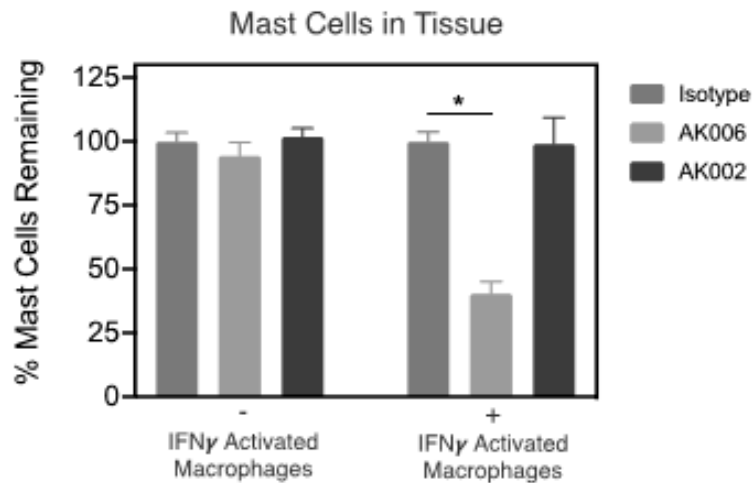 Mast Cells in Tissue
% Mast Cells Remaining
125
100
75
50
25
0
*
Isotype
AK006
AK002
-
IFNγ Activated
Macrophages
+
IFNγ Activated
Macrophages